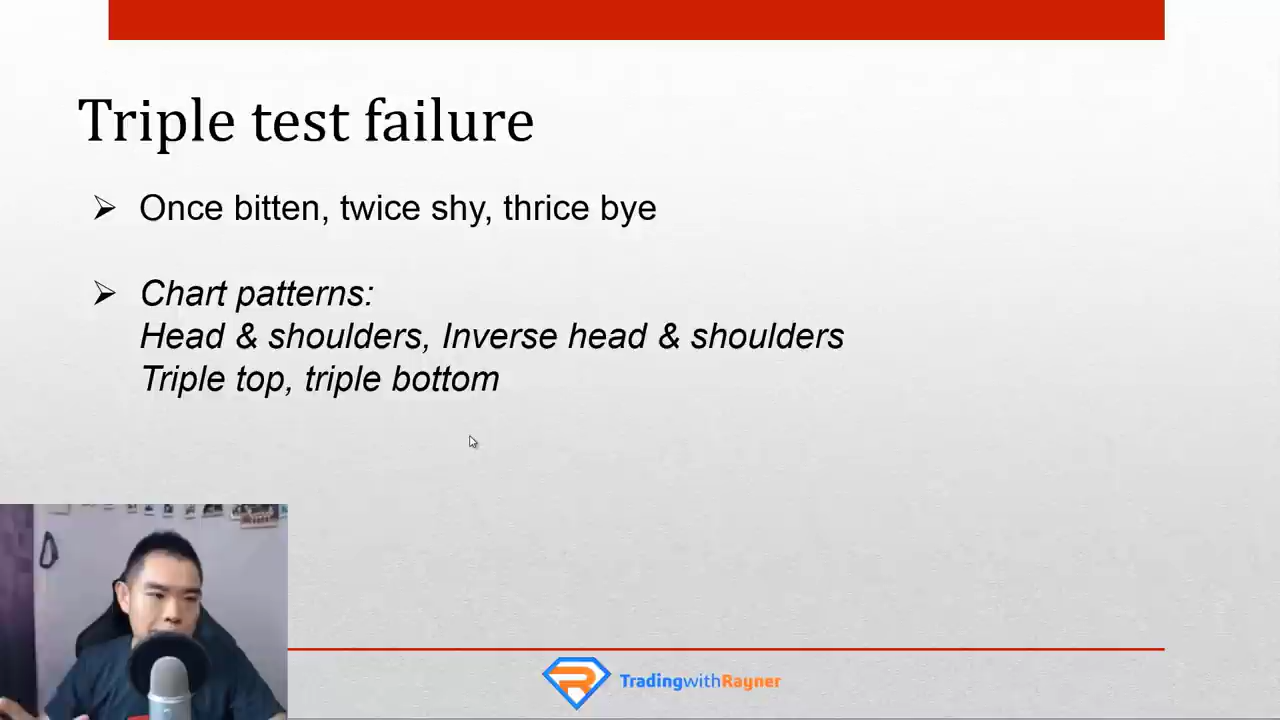 Triple test failure
Once bitten, twice shy, thrice bye
Chart patterns:
Head & shoulders, Inverse head & shoulders
Triple top, triple bottom
TradingwithRayner